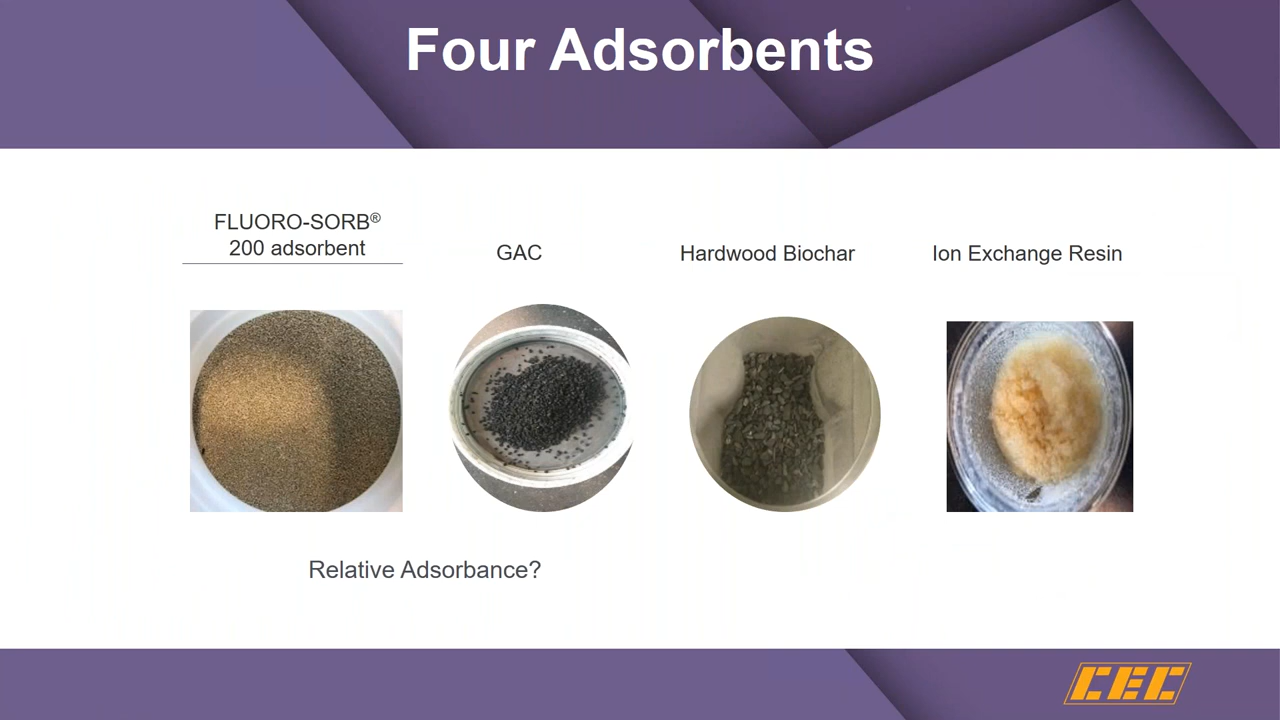 Four Adsorbents
FLUORO-SORB®
200 adsorbent
GAC
Hardwood Biochar
Ion Exchange Resin
Relative Adsorbance?
CEC